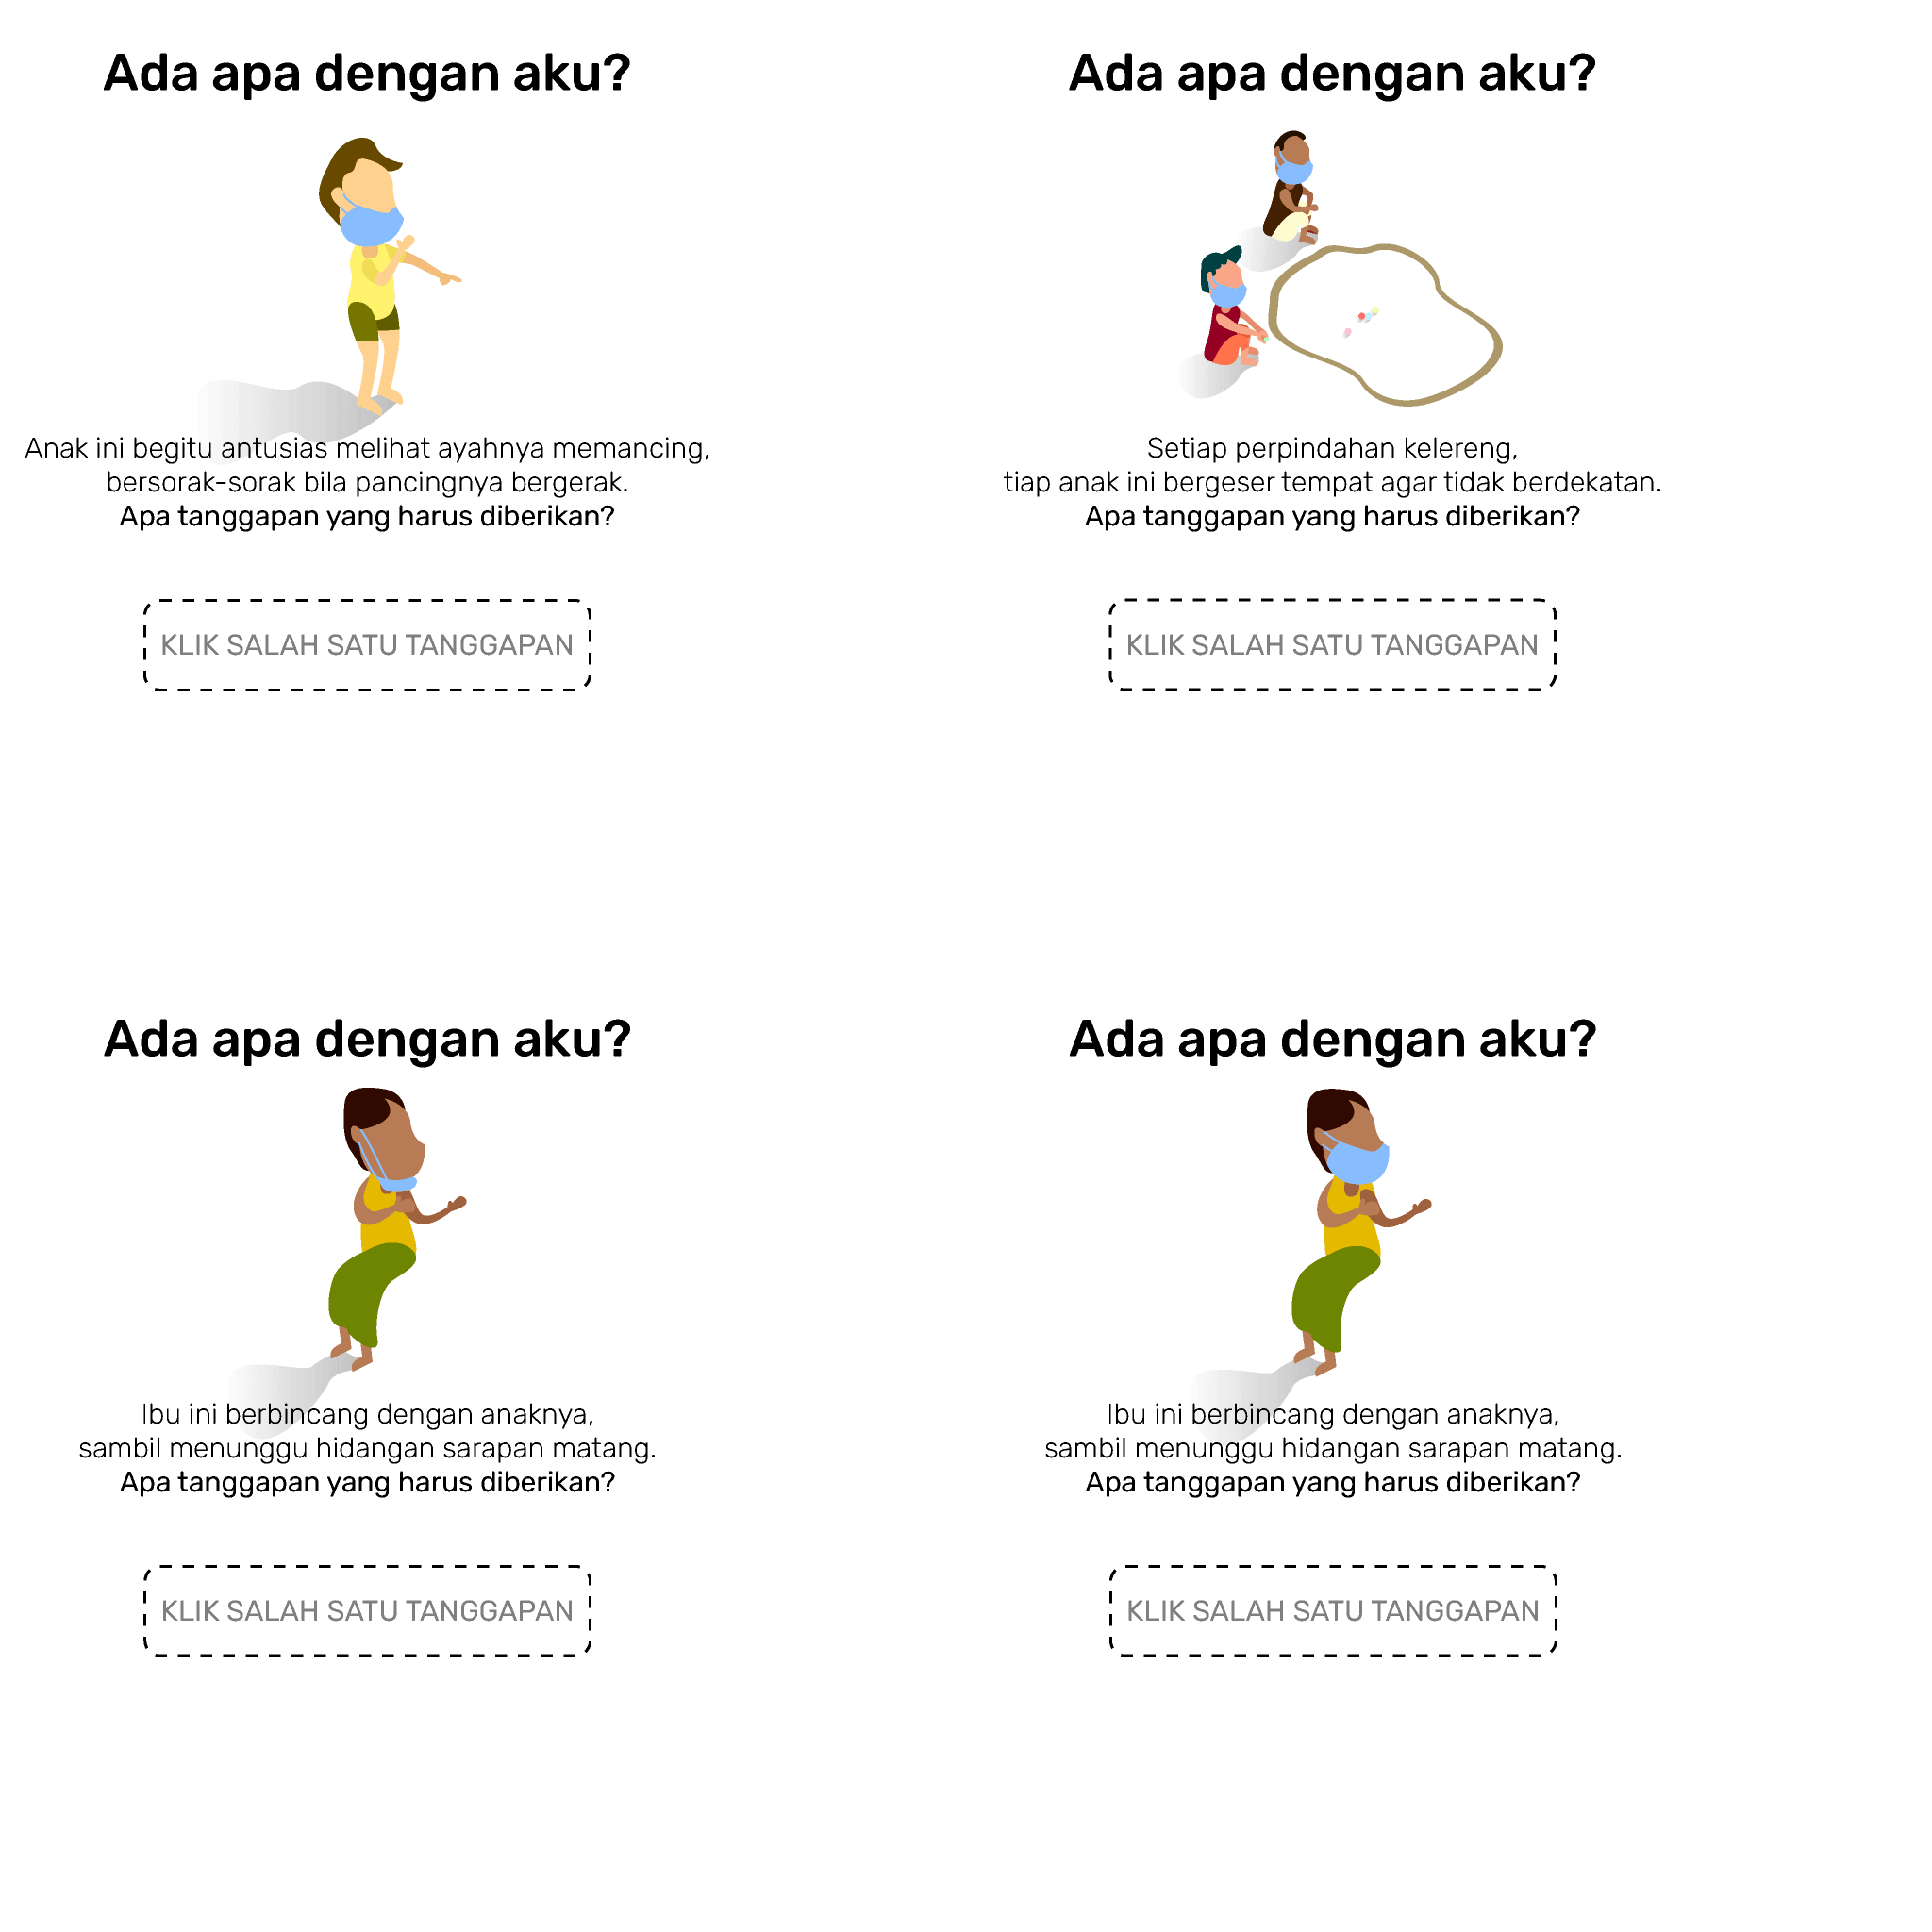 Ada apa dengan aku?
Anak ini begitu antusias melihat ayahnya memancing,
bersorak-sorak bila pancingnya bergerak.
Apa tanggapan yang harus diberikan?
KLIK SALAH SATU TANGGAPAN
Ada apa dengan aku?
Setiap perpindahan kelereng,
tiap anak ini bergeser tempat agar tidak berdekatan.
Apa tanggapan yang harus diberikan?
KLIK SALAH SATU TANGGAPAN
Ada apa dengan aku?
Ibu ini berbincang dengan anaknya,
sambil menunggu hidangan sarapan matang.
Apa tanggapan yang harus diberikan?
KLIK SALAH SATU TANGGAPAN
Ada apa dengan aku?
Ibu ini berbincang dengan anaknya,
sambil menunggu hidangan sarapan matang.
Apa tanggapan yang harus diberikan?
KLIK SALAH SATU TANGGAPAN